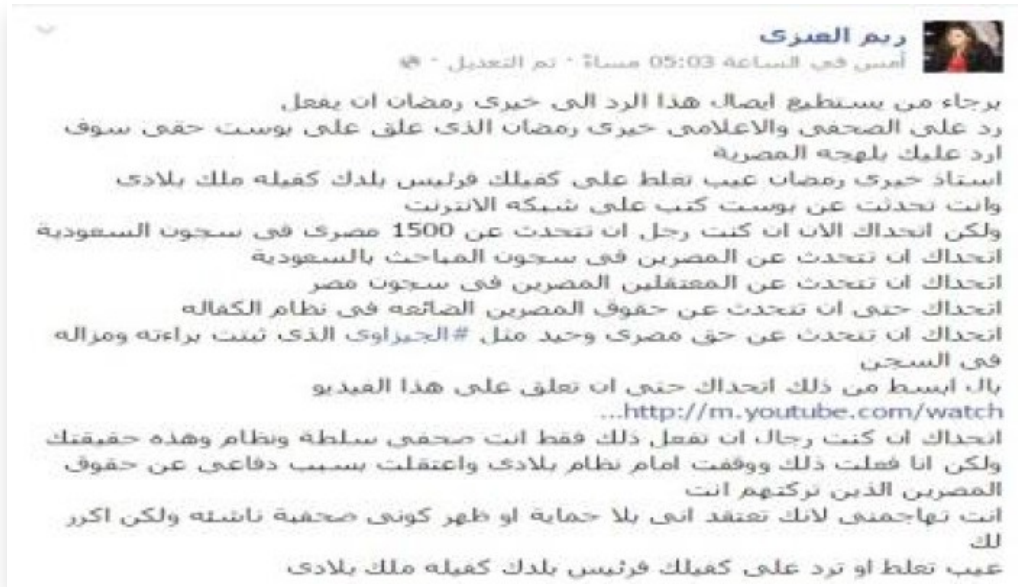 ريم العنزى
أمس في الساعة 05:03 مساءً · تم التعديل ·
برجاء من يستطيع ايصال هذا الرد الى خيرى رمضان ان يفعل
رد على الصحفى والاعلامى خيرى رمضان الذى علق على بوست حقى سوف
ارد عليك بلهجه المصرية
استاذ خيرى رمضان عيب تغلط على كفيلك فرئيس بلدك كفيله ملك بلادى
وانت تحدثت عن بوست كتب على شبكه الانترنت
ولكن اتحداك الان ان كنت رجل ان تتحدث عن 1500 مصرى فى سجون السعودية
اتحداك ان تتحدث عن المصرين فى سجون المباحث بالسعودية
اتحداك ان تتحدث عن المعتقلين المصرين فى سجون مصر
اتحداك حتى ان تتحدث عن حقوق المصرين الضائعه فى نظام الكفاله
اتحداك ان تتحدث عن حق مصرى وحيد مثل #الجيزاوى الذى ثبتت براءته ومزاله
فى السجن
بال ابسط من ذلك اتحداك حتى ان تعلق على هذا الفيديو
http://m.youtube.com/watch...
اتحداك ان كنت رجال ان تفعل ذلك فقط انت صحفى سلطة ونظام وهذه حقيقتك
ولكن انا فعلت ذلك ووقفت امام نظام بلادى واعتقلت بسبب دفاعى عن حقوق
المصرين الذين تركتهم انت
انت تهاجمنى لانك تعتقد انى بلا حماية او ظهر كونى صحفية ناشئه ولكن اكرر
لك
عيب تغلط او ترد على كفيلك فرئيس بلدك كفيله ملك بلادى